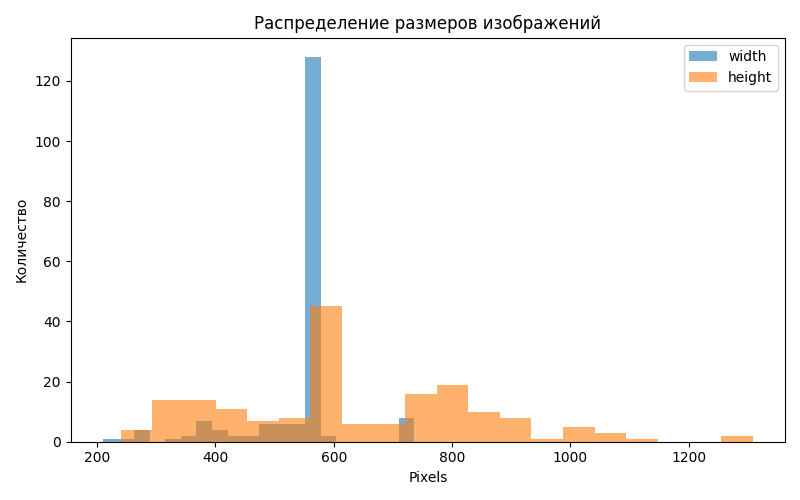 Распределение размеров изображений
width
height
Количество
120
100
80
60
40
20
0
200 400 600 800 1000 1200
Pixels